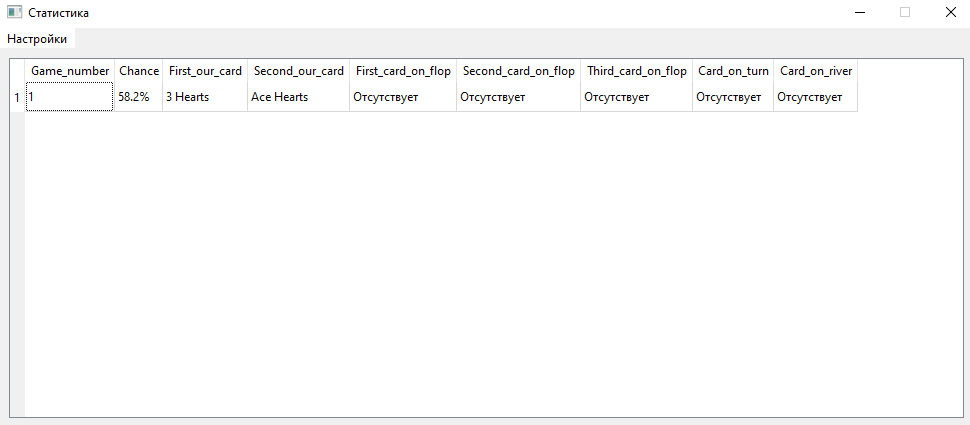 Статистика
Настройки
Game_number Chance First_our_card Second_our_card First_card_on_flop Second_card_on_flop Third_card_on_flop Card_on_turn Card_on_river
1 1 58.2% 3 Hearts Ace Hearts Отсутствует Отсутствует Отсутствует Отсутствует Отсутствует